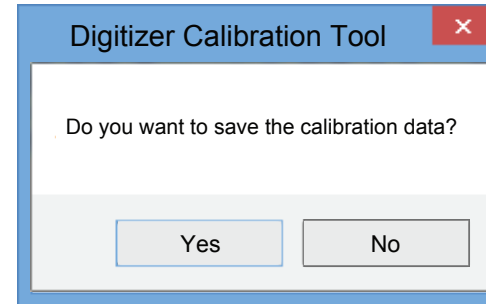 Digitizer Calibration Tool
Do you want to save the calibration data?
Yes
No